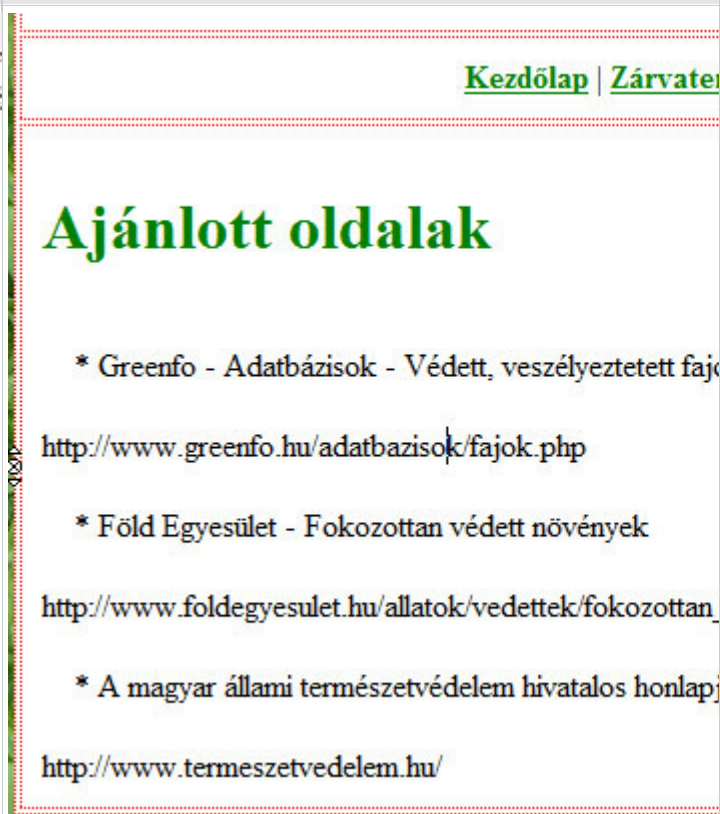 Kezdőlap | Zárvater
Ajánlott oldalak
* Greenfo - Adatbázisok - Védett, veszélyeztetett fajo
http://www.greenfo.hu/adatbazisok/fajok.php
* Föld Egyesület - Fokozottan védett növények
http://www.foldegyesulet.hu/allatok/vedettek/fokozottan_
* A magyar állami természetvédelem hivatalos honlapj
http://www.termeszetvedelem.hu/